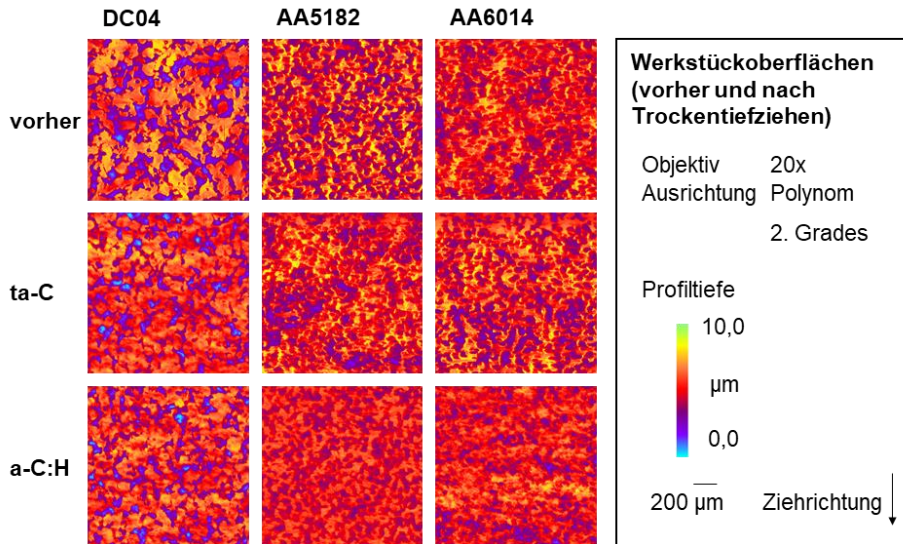 DC04 AA5182 AA6014
vorher
ta-C
a-C:H
Werkstückoberflächen
(vorher und nach
Trockentiefziehen)
Objektiv 20x
Ausrichtung Polynom
2. Grades
Profiltiefe
10,0
µm
0,0
200 µm Ziehrichtung